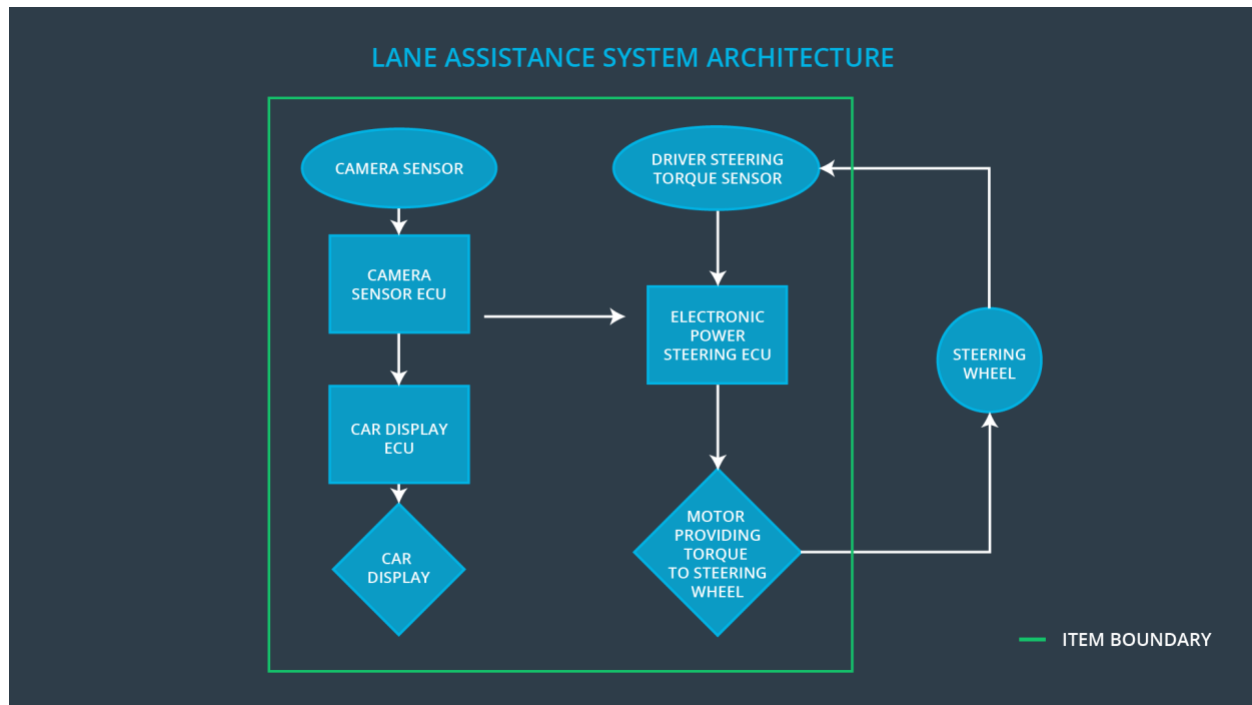 LANE ASSISTANCE SYSTEM ARCHITECTURE
CAMERA SENSOR
CAMERA
SENSOR ECU
CAR DISPLAY
ECU
CAR
DISPLAY
DRIVER STEERING
TORQUE SENSOR
ELECTRONIC
POWER
STEERING ECU
MOTOR
PROVIDING
TORQUE
TO STEERING
WHEEL
STEERING
WHEEL
ITEM BOUNDARY